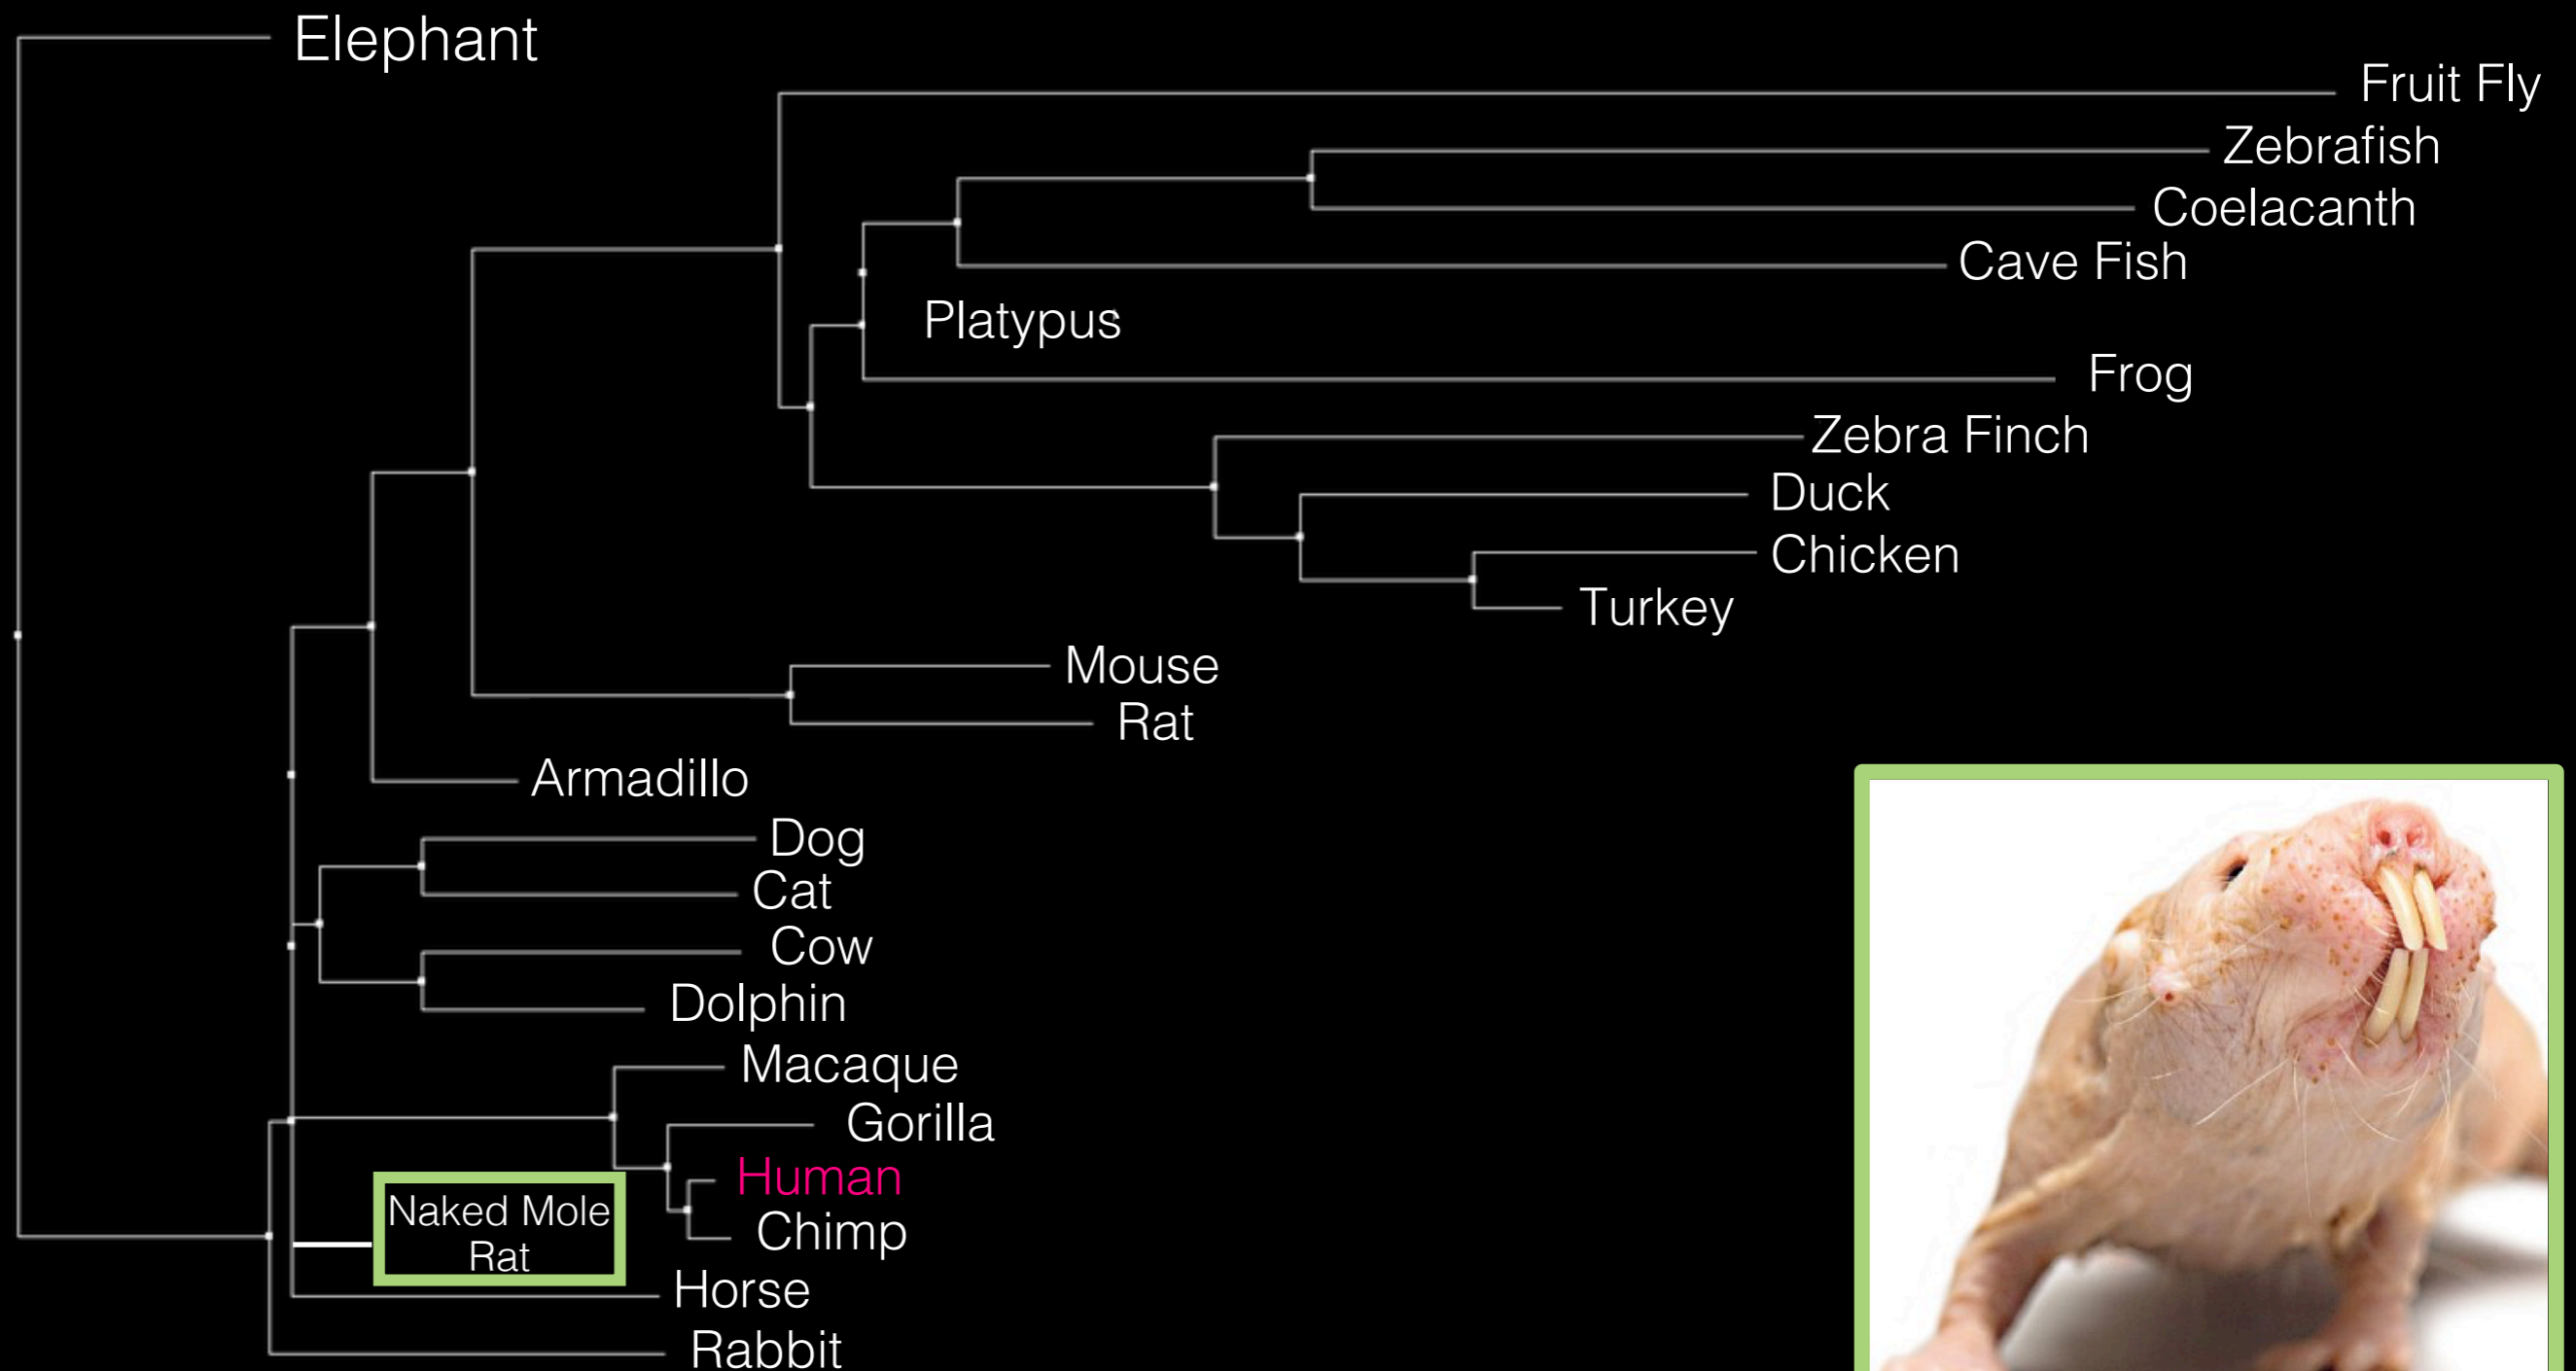 Elephant
Fruit Fly
Zebrafish
Coelacanth
Cave Fish
Platypus
Frog
Zebra Finch
Duck
Chicken
Turkey
Mouse
Rat
Armadillo
Dog
Cat
Cow
Dolphin
Macaque
Gorilla
Human
Naked Mole
Rat
Chimp
Horse
Rabbit